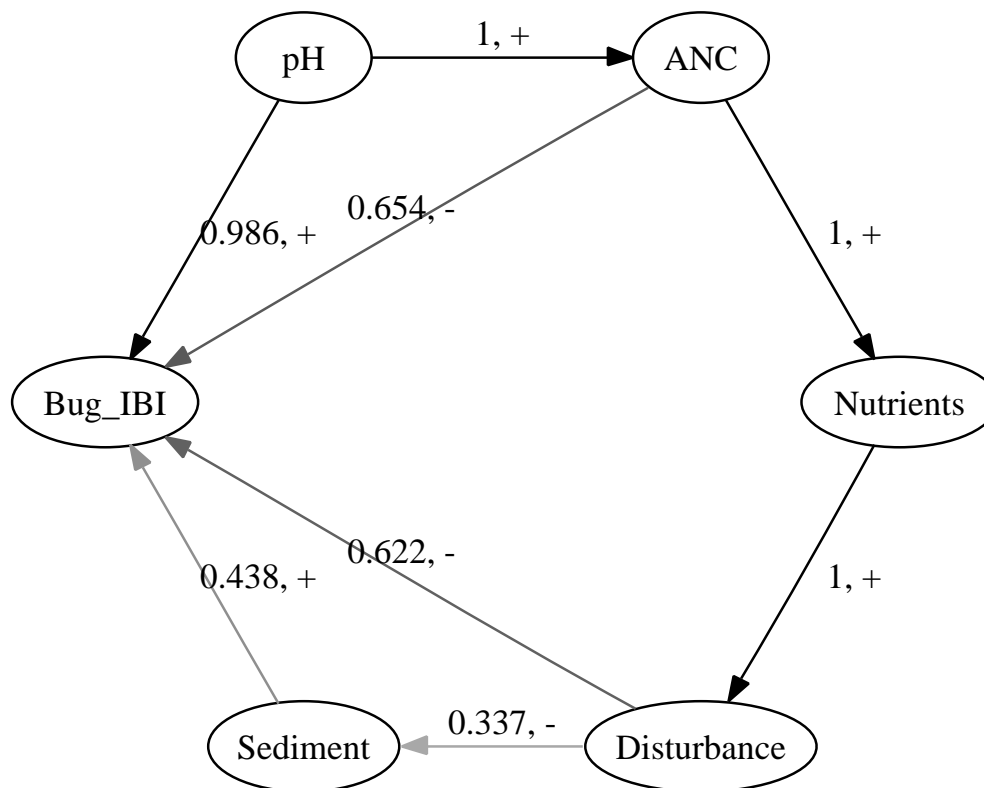 pH
1, +
ANC
0.986, +
0.654, -
1, +
Bug_IBI
Nutrients
0.438, +
0.622, -
1, +
Sediment
0.337, -
Disturbance